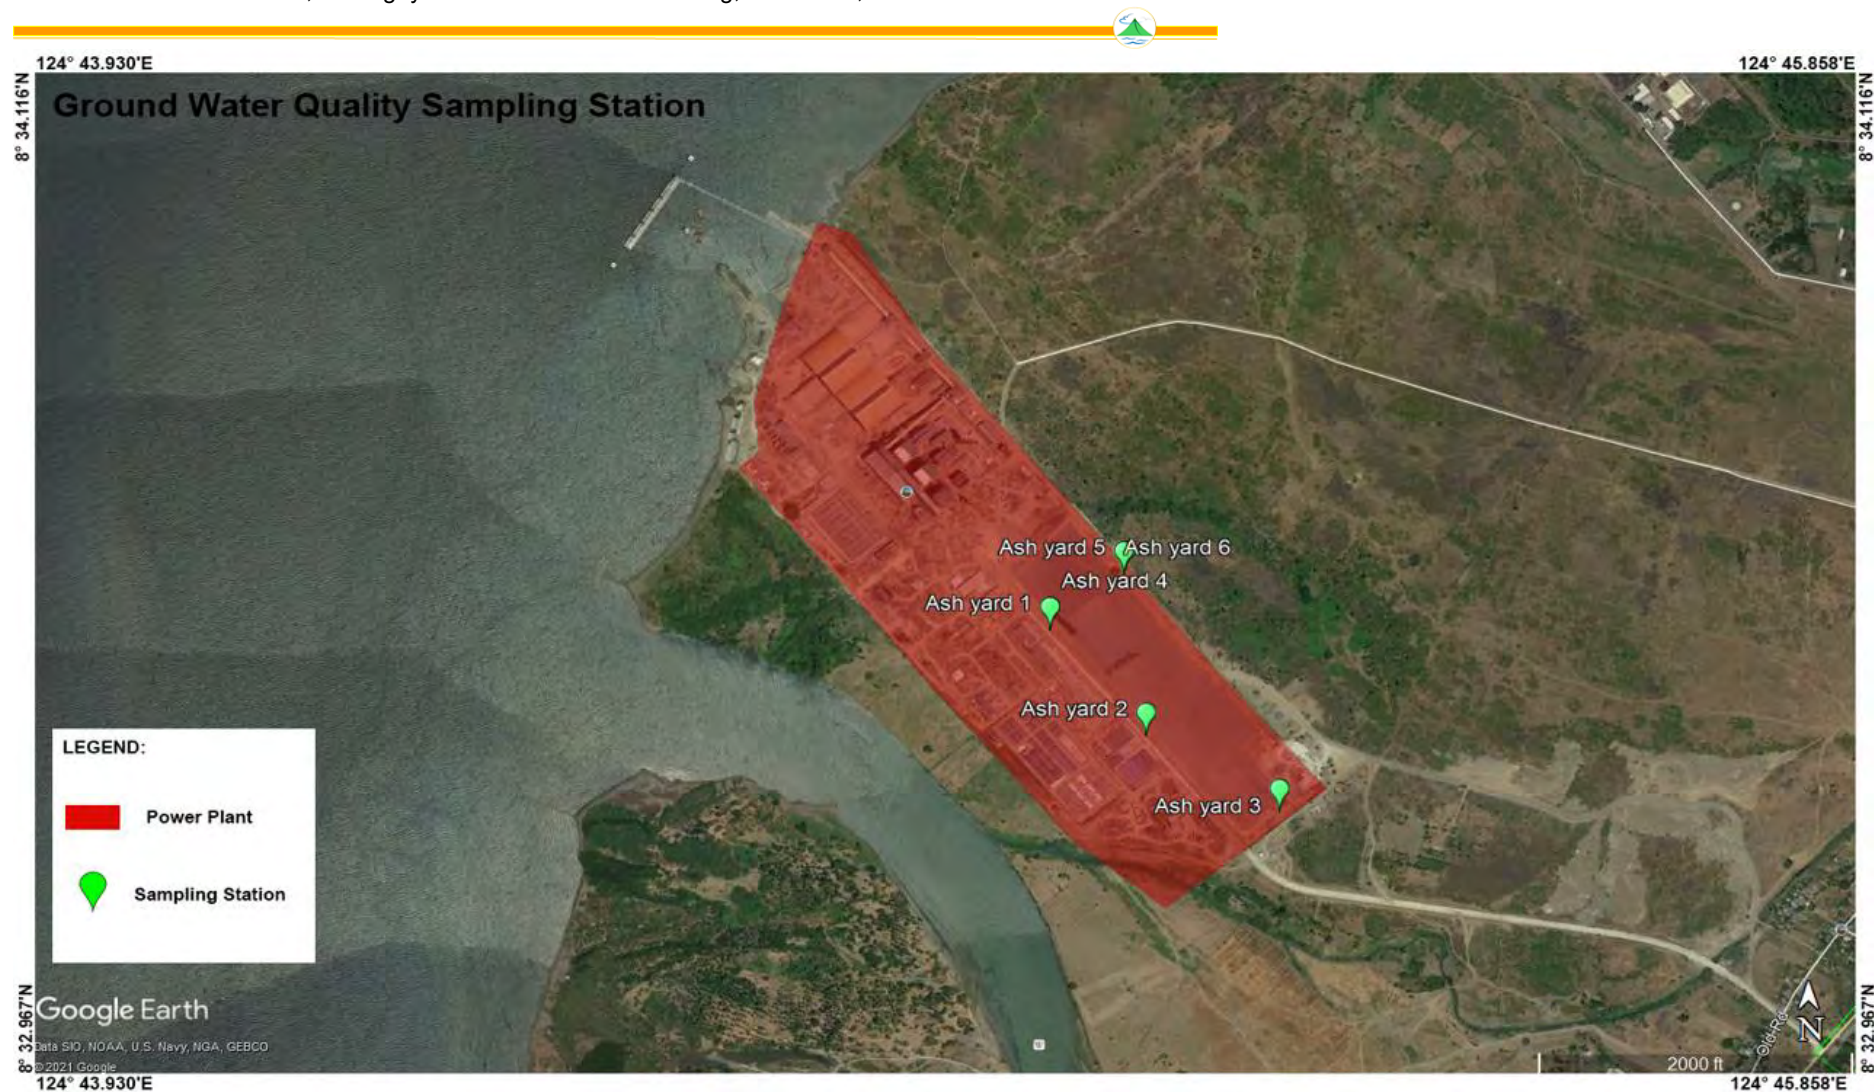 124° 43.930'E
124° 45.858'E
8° 34.116'N
8° 34.116'N
Ground Water Quality Sampling Station
Ash yard 5
Ash yard 6
Ash yard 4
Ash yard 1
Ash yard 2
Ash yard 3
LEGEND:
Power Plant
Sampling Station
Google Earth
Data SIO, NOAA, U.S. Navy, NGA, GEBCO
© 2021 Google
Old Rd
N
2000 ft
8° 32.967'N
8° 32.967'N
124° 43.930'E
124° 45.858'E